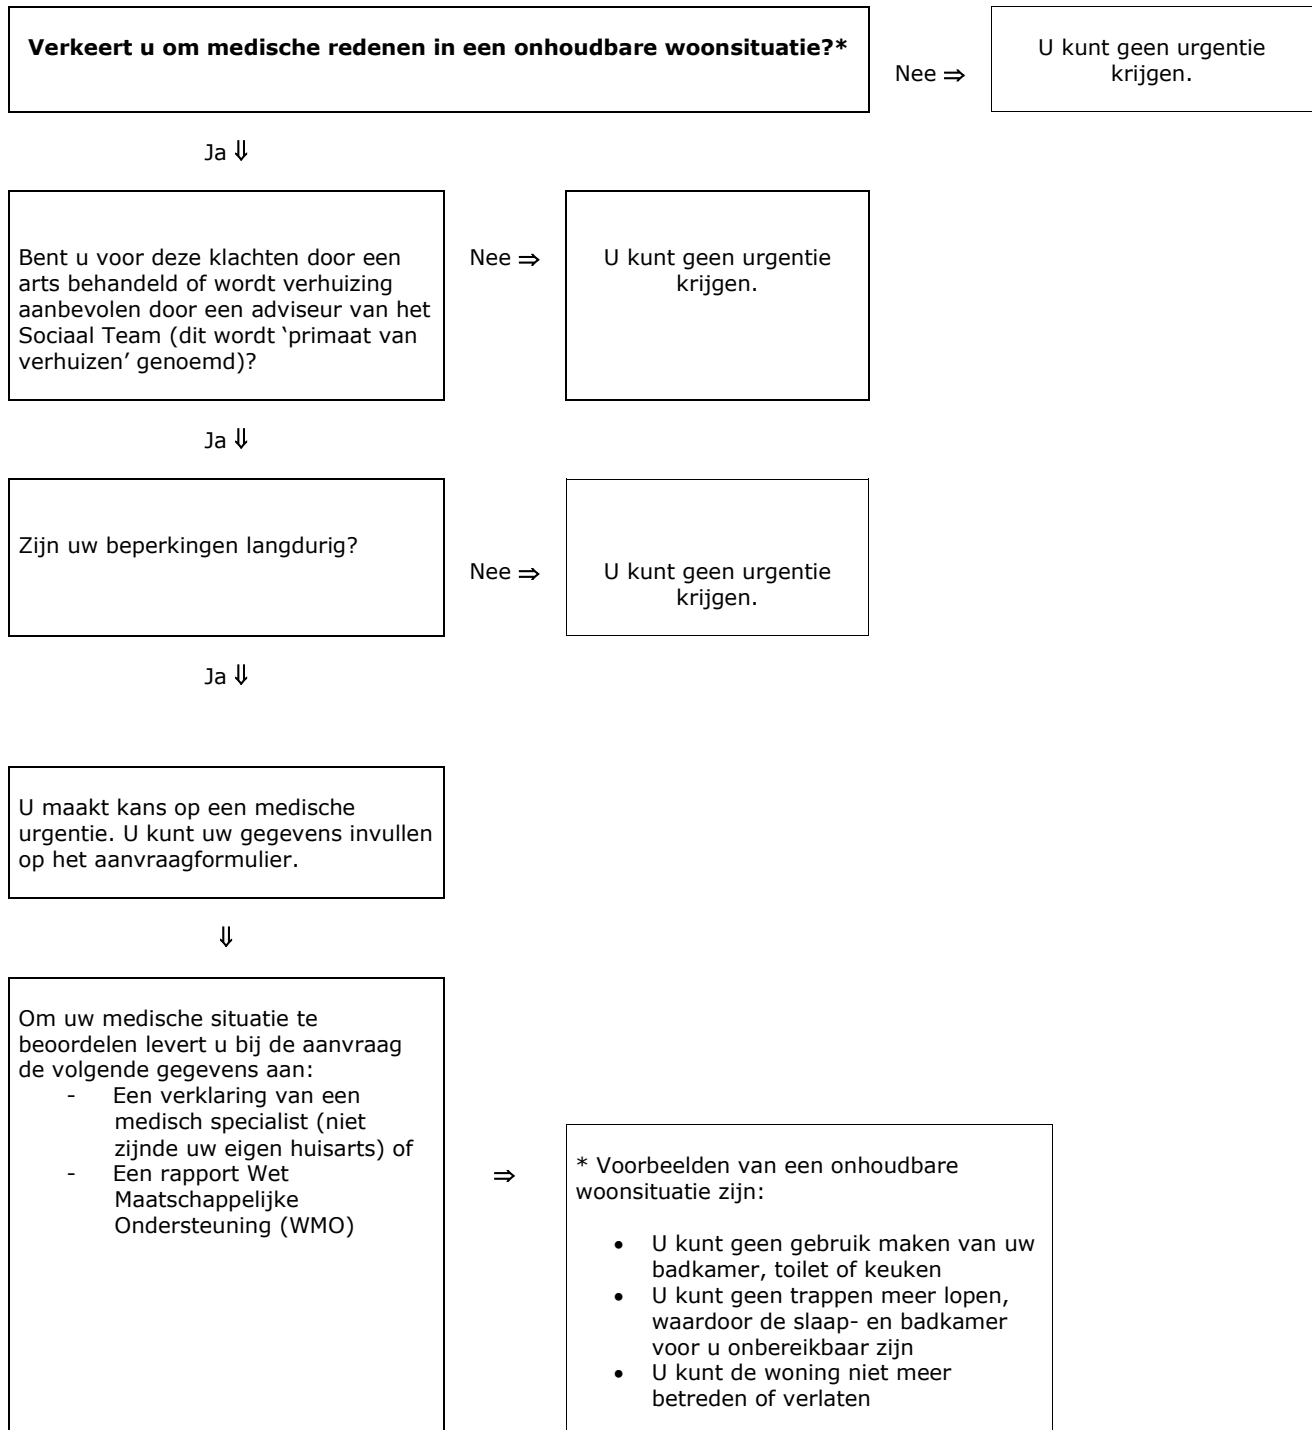 Verkeert u om medische redenen in een onhoudbare woonsituatie?*
Nee ⇒
U kunt geen urgentie
krijgen.
Ja ⇓
Bent u voor deze klachten door een
arts behandeld of wordt verhuizing
aanbevolen door een adviseur van het
Sociaal Team (dit wordt ‘primaat van
verhuizen’ genoemd)?
Nee ⇒
U kunt geen urgentie
krijgen.
Ja ⇓
Zijn uw beperkingen langdurig?
Nee ⇒
U kunt geen urgentie
krijgen.
Ja ⇓
U maakt kans op een medische
urgentie. U kunt uw gegevens invullen
op het aanvraagformulier.
⇓
Om uw medische situatie te
beoordelen levert u bij de aanvraag
de volgende gegevens aan:
- Een verklaring van een
medisch specialist (niet
zijnde uw eigen huisarts) of
- Een rapport Wet
Maatschappelijke
Ondersteuning (WMO)
⇒
* Voorbeelden van een onhoudbare
woonsituatie zijn:
• U kunt geen gebruik maken van uw
badkamer, toilet of keuken
• U kunt geen trappen meer lopen,
waardoor de slaap- en badkamer
voor u onbereikbaar zijn
• U kunt de woning niet meer
betreden of verlaten